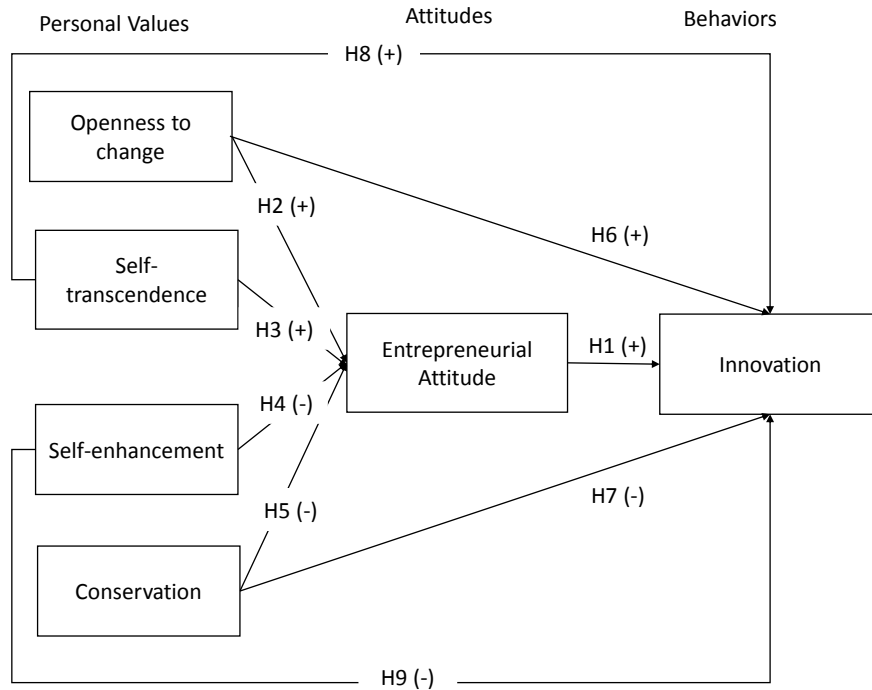 Personal Values
Attitudes
Behaviors
H8 (+)
Openness to
change
H2 (+)
H6 (+)
Self-
transcendence
H3 (+)
Entrepreneurial
Attitude
H1 (+)
Innovation
H4 (-)
Self-enhancement
H5 (-)
H7 (-)
Conservation
H9 (-)